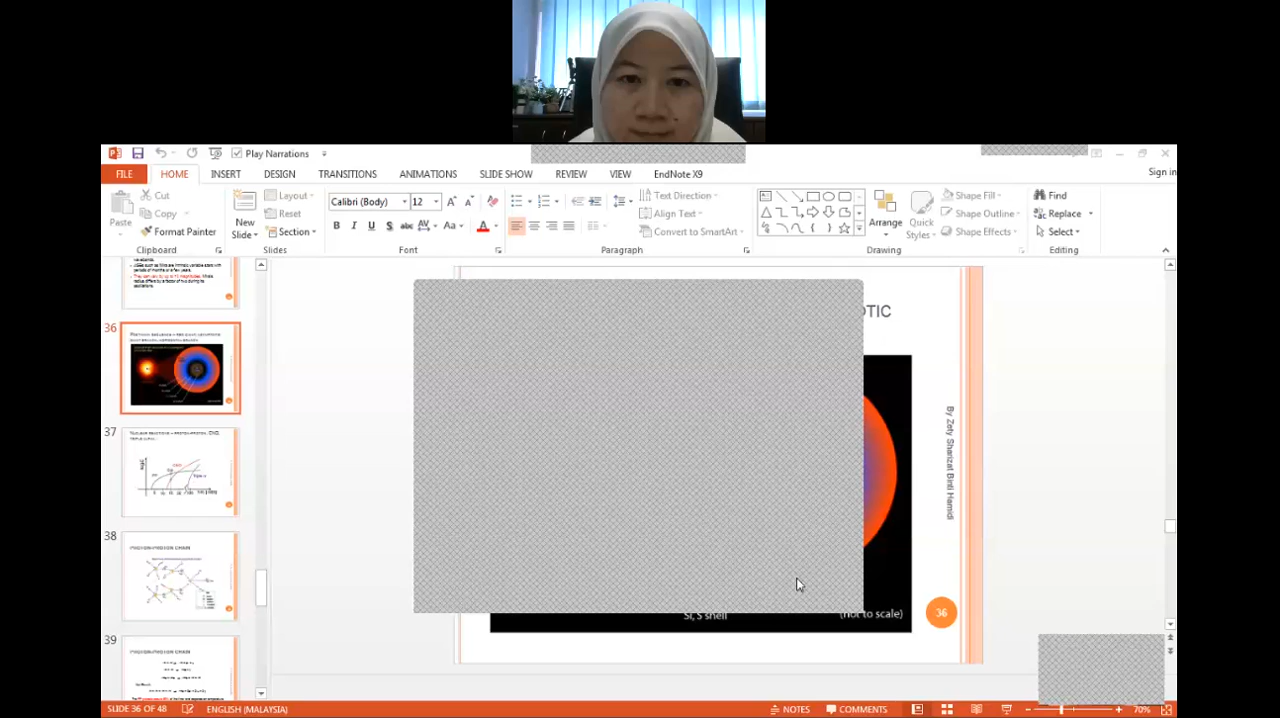 Play Narrations
FILE HOME INSERT DESIGN TRANSITIONS ANIMATIONS SLIDE SHOW REVIEW VIEW EndNote X9 Sign in
Paste
Cut
Copy
Format Painter
Clipboard
New
Slide
Layout
Reset
Section
Slides
Calibri (Body) 12
Font
Paragraph
Text Direction
Align Text
Convert to SmartArt
Arrange
Quick
Styles
Shape Fill
Shape Outline
Shape Effects
Drawing
Find
Replace
Select
Editing
36
37
38
PROTON-PROTON CHAIN
39
PROTON-PROTON CHAIN
OTIC
By Zety Sharizat Binti Hamidi
Si, S shell
(not to scale)
36
SLIDE 36 OF 48 ENGLISH (MALAYSIA) NOTES COMMENTS 70%